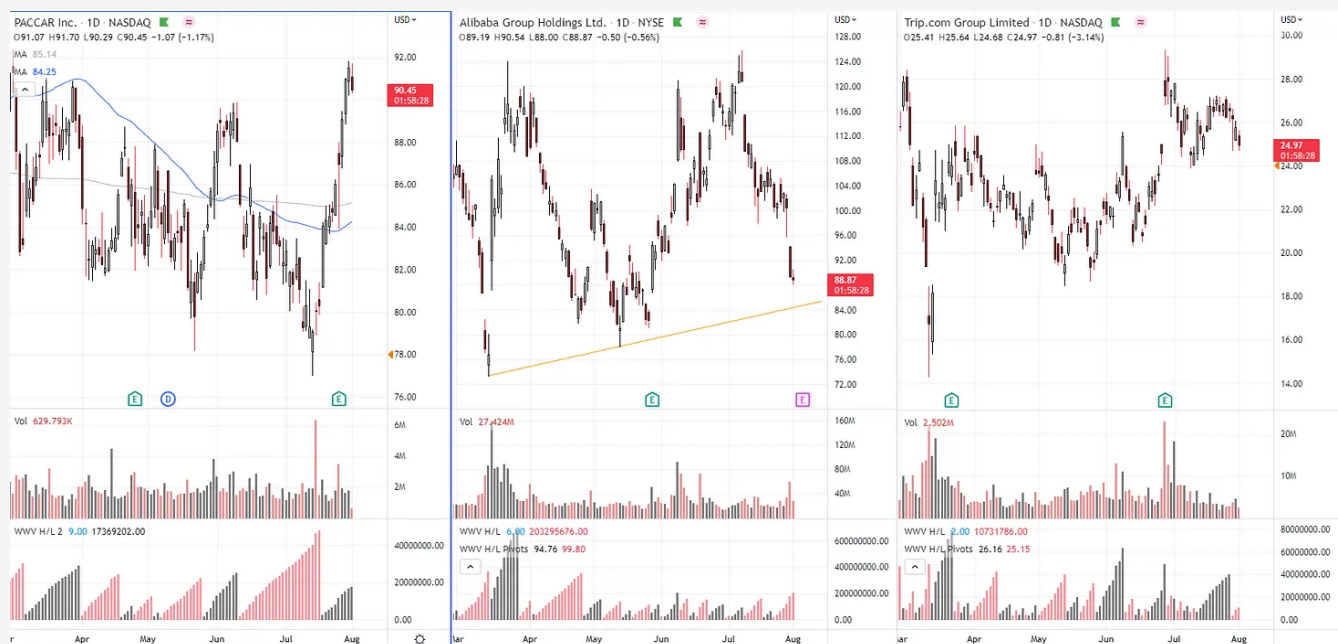 PACCAR Inc. · 1D · NASDAQ
USD
O91.07 H91.70 L90.29 C90.45 −1.07 (−1.17%)
MA 85.14
MA 84.25
92.00
90.45
01:58:28
88.00
86.00
84.00
82.00
80.00
78.00
76.00
E
D
E
Vol 629.793K
6M
4M
2M
WWV H/L 2 9.00 17369202.00
40000000.00
20000000.00
0.00
Apr May Jun Jul Aug
Alibaba Group Holdings Ltd. · 1D · NYSE
USD
O89.19 H90.54 L88.00 C88.87 −0.50 (−0.56%)
128.00
124.00
120.00
116.00
112.00
108.00
104.00
100.00
96.00
92.00
88.87
01:58:28
84.00
80.00
76.00
72.00
E
E
Vol 27.424M
160M
120M
80M
40M
WWV H/L 6.00 203295676.00
WWV H/L Pivots 94.76 99.80
600000000.00
400000000.00
200000000.00
0.00
Mar Apr May Jun Jul Aug
Trip.com Group Limited · 1D · NASDAQ
USD
O25.41 H25.64 L24.68 C24.97 −0.81 (−3.14%)
30.00
28.00
26.00
24.97
01:58:28
24.00
22.00
20.00
18.00
16.00
14.00
E
E
Vol 2.502M
20M
10M
WWV H/L 2.00 10731786.00
WWV H/L Pivots 26.16 25.15
80000000.00
60000000.00
40000000.00
20000000.00
0.00
Mar Apr May Jun Jul Aug